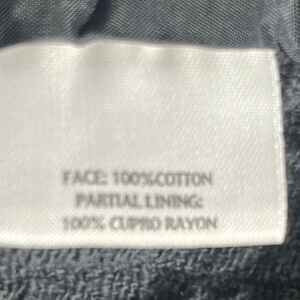 FACE: 100%COTTON
PARTIAL LINING:
100% CUPRO RAYON